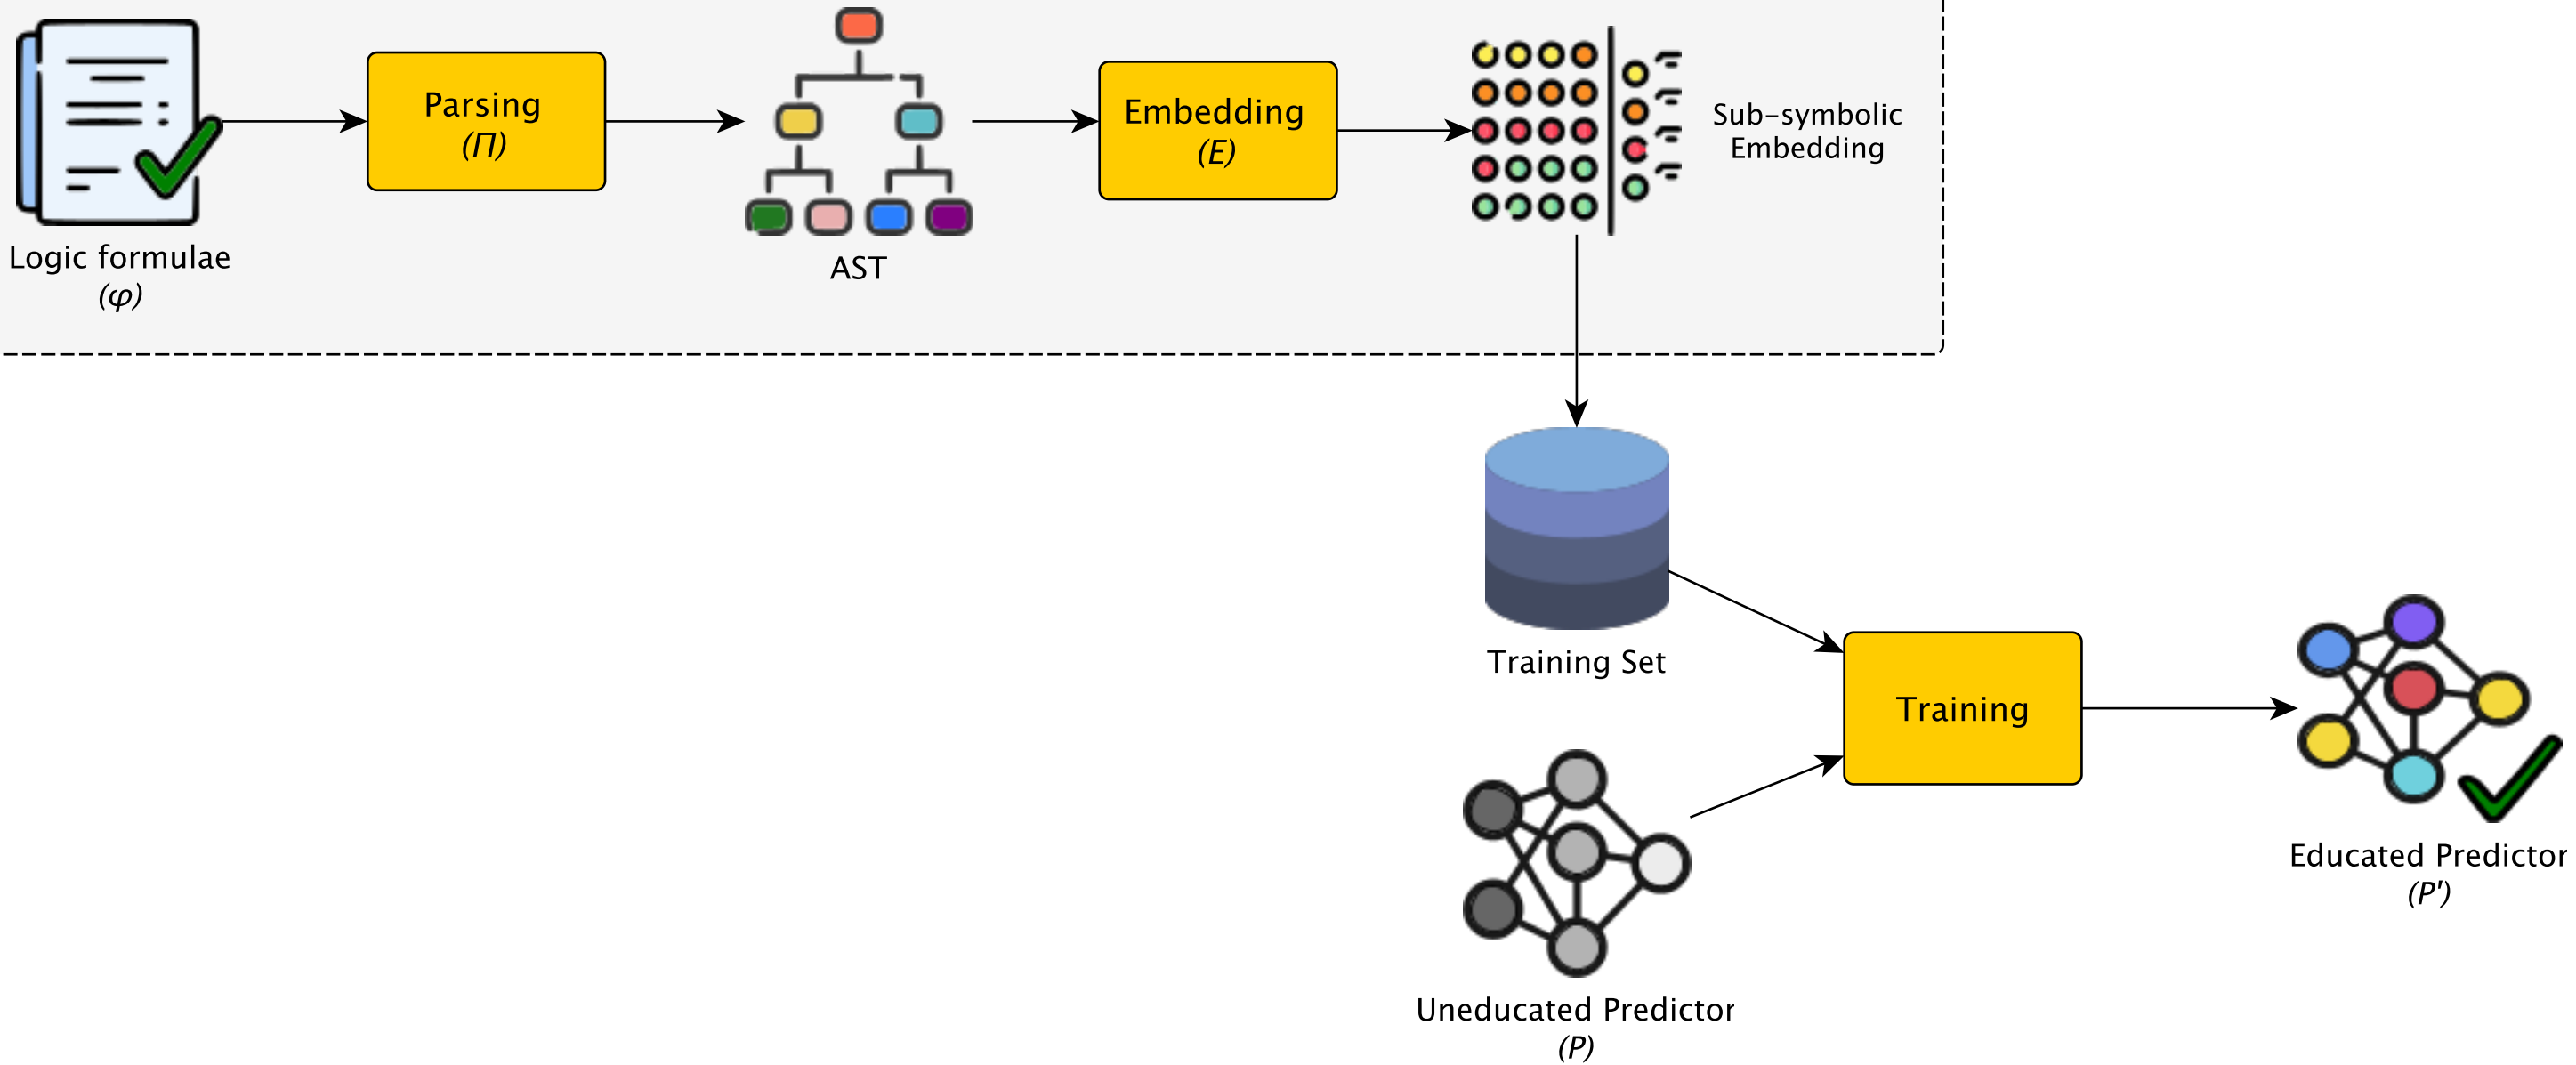 Parsing
(Π)
Embedding
(E)
Sub-symbolic
Embedding
Logic formulae
(φ)
AST
Training Set
Training
Educated Predictor
(P')
Uneducated Predictor
(P)